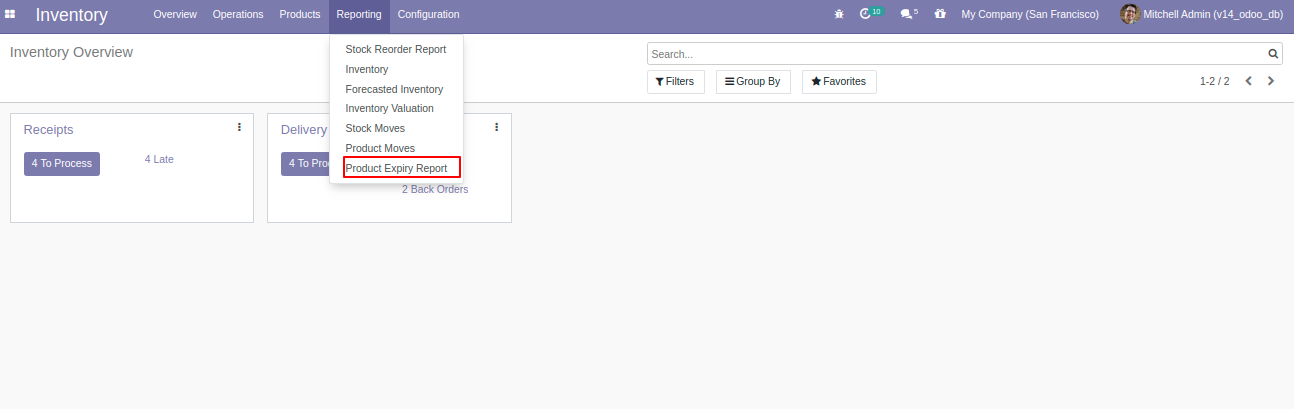 Inventory Overview Operations Products Reporting Configuration 10 5 My Company (San Francisco) Mitchell Admin (v14_odoo_db)
Inventory Overview
Search...
Filters Group By Favorites 1-2 / 2
Stock Reorder Report
Inventory
Forecasted Inventory
Inventory Valuation
Stock Moves
Product Moves
Product Expiry Report
Receipts
4 To Process 4 Late
Delivery
4 To Pro
2 Back Orders